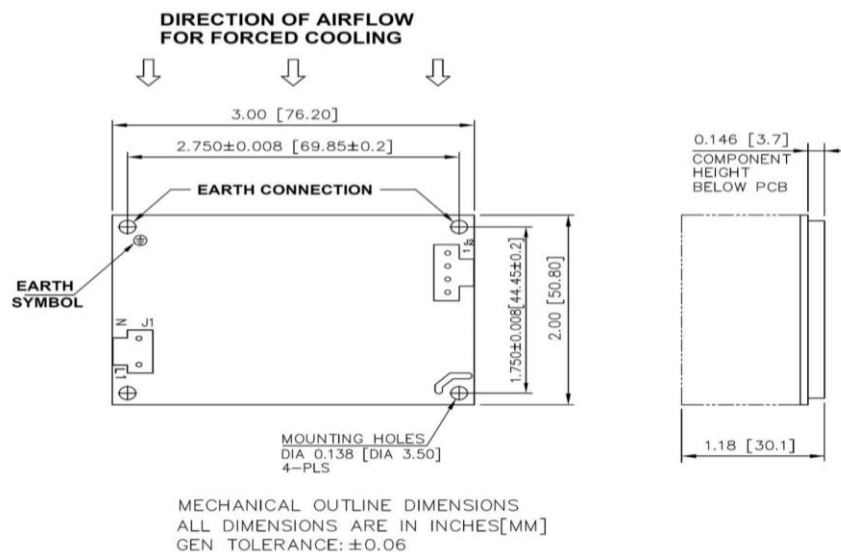 DIRECTION OF AIRFLOW
FOR FORCED COOLING
3.00 [76.20]
2.750±0.008 [69.85±0.2]
EARTH CONNECTION
EARTH
SYMBOL
N
J1
L1
J2
1
1.750±0.008[44.45±0.2]
2.00 [50.80]
MOUNTING HOLES
DIA 0.138 [DIA 3.50]
4-PLS
0.146 [3.7]
COMPONENT
HEIGHT
BELOW PCB
1.18 [30.1]
MECHANICAL OUTLINE DIMENSIONS
ALL DIMENSIONS ARE IN INCHES[MM]
GEN TOLERANCE: ±0.06